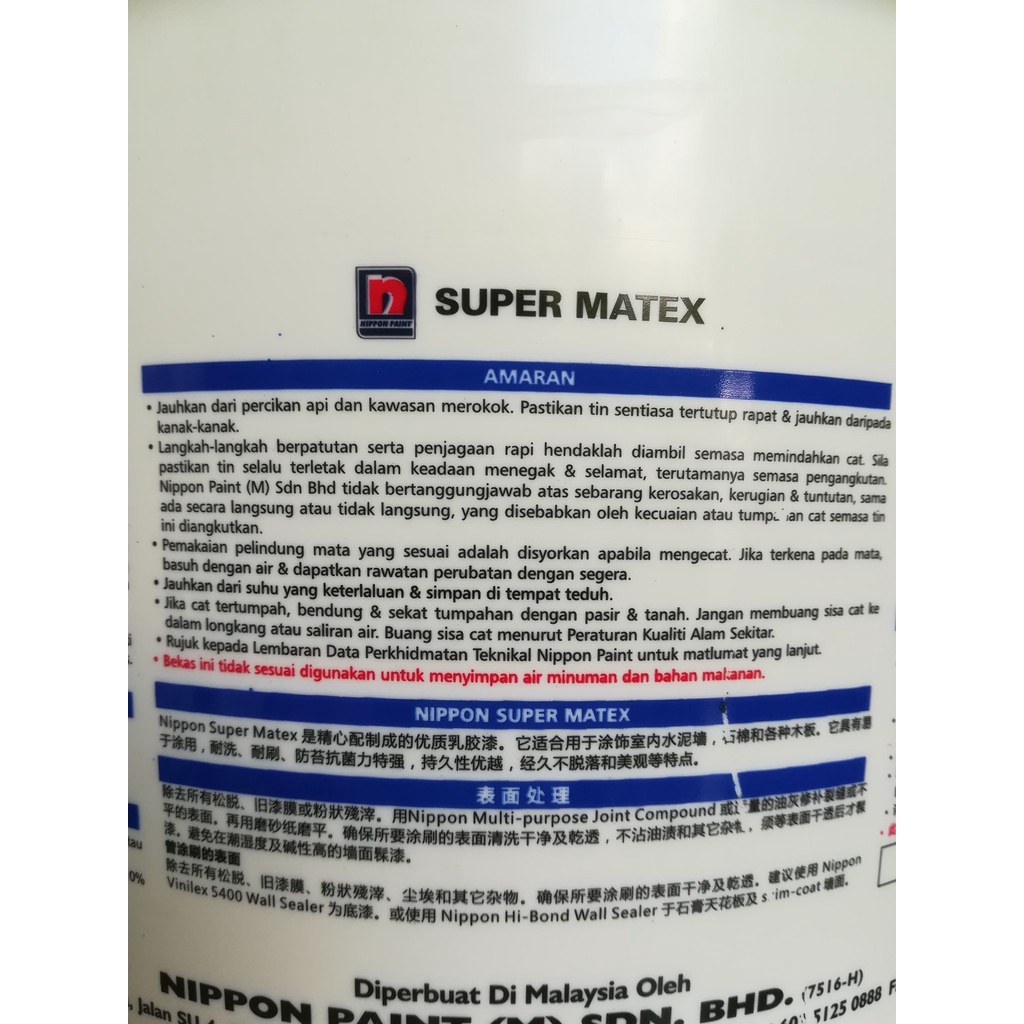 n
NIPPON PAINT
SUPER MATEX
AMARAN
• Jauhkan dari percikan api dan kawasan merokok. Pastikan tin sentiasa tertutup rapat & jauhkan daripada
kanak-kanak.
• Langkah-langkah berpatutan serta penjagaan rapi hendaklah diambil semasa memindahkan cat. Sila
pastikan tin selalu terletak dalam keadaan menegak & selamat, terutamanya semasa pengangkutan.
Nippon Paint (M) Sdn Bhd tidak bertanggungjawab atas sebarang kerosakan, kerugian & tuntutan, sama
ada secara langsung atau tidak langsung, yang disebabkan oleh kecuaian atau cat semasa tin
ini diangkutkan.
• Pemakaian pelindung mata yang sesuai adalah disyorkan apabila mengecat. Jika terkena pada mata,
basuh dengan air & dapatkan rawatan perubatan dengan segera.
• Jauhkan dari suhu yang keterlaluan & simpan di tempat teduh.
• Jika cat tertumpah, bendung & sekat tumpahan dengan pasir & tanah. Jangan membuang sisa cat ke
dalam longkang atau saliran air. Buang sisa cat menurut Peraturan Kualiti Alam Sekitar.
• Rujuk kepada Lembaran Data Perkhidmatan Teknikal Nippon Paint untuk matlumat yang lanjut.
• Bekas ini tidak sesuai digunakan untuk menyimpan air minuman dan bahan makanan.
NIPPON SUPER MATEX
Nippon Super Matex 是精心配制成的优质乳胶漆。它适合用于涂饰室内水泥墙，石棉和各种木板。它具有易
于涂用，耐洗、耐刷、防苔抗菌力特强，持久性优越，经久不脱落和美观等特点。
表面处理
除去所有松脱、旧漆膜或粉状残滓。用Nippon Multi-purpose Joint Compound 或 量的油灰修补裂缝或不
平的表面。再用磨砂纸磨平。确保所要涂刷的表面清洗干净及乾透，不沾油渍和其它杂 ，须等表面干透后才髹
漆。避免在潮湿度及碱性高的墙面髹漆。
曾涂刷的表面
除去所有松脱、旧漆膜、粉状残滓、尘埃和其它杂物。确保所要涂刷的表面干净及乾透。建议使用 Nippon
Vinilex 5400 Wall Sealer 为底漆。或使用 Nippon Hi-Bond Wall Sealer 于石膏天花板及 墙面。
Diperbuat Di Malaysia Oleh
NIPPON PAINT (M) SDN. BHD. (7516-H)
Jalan 5125 0888